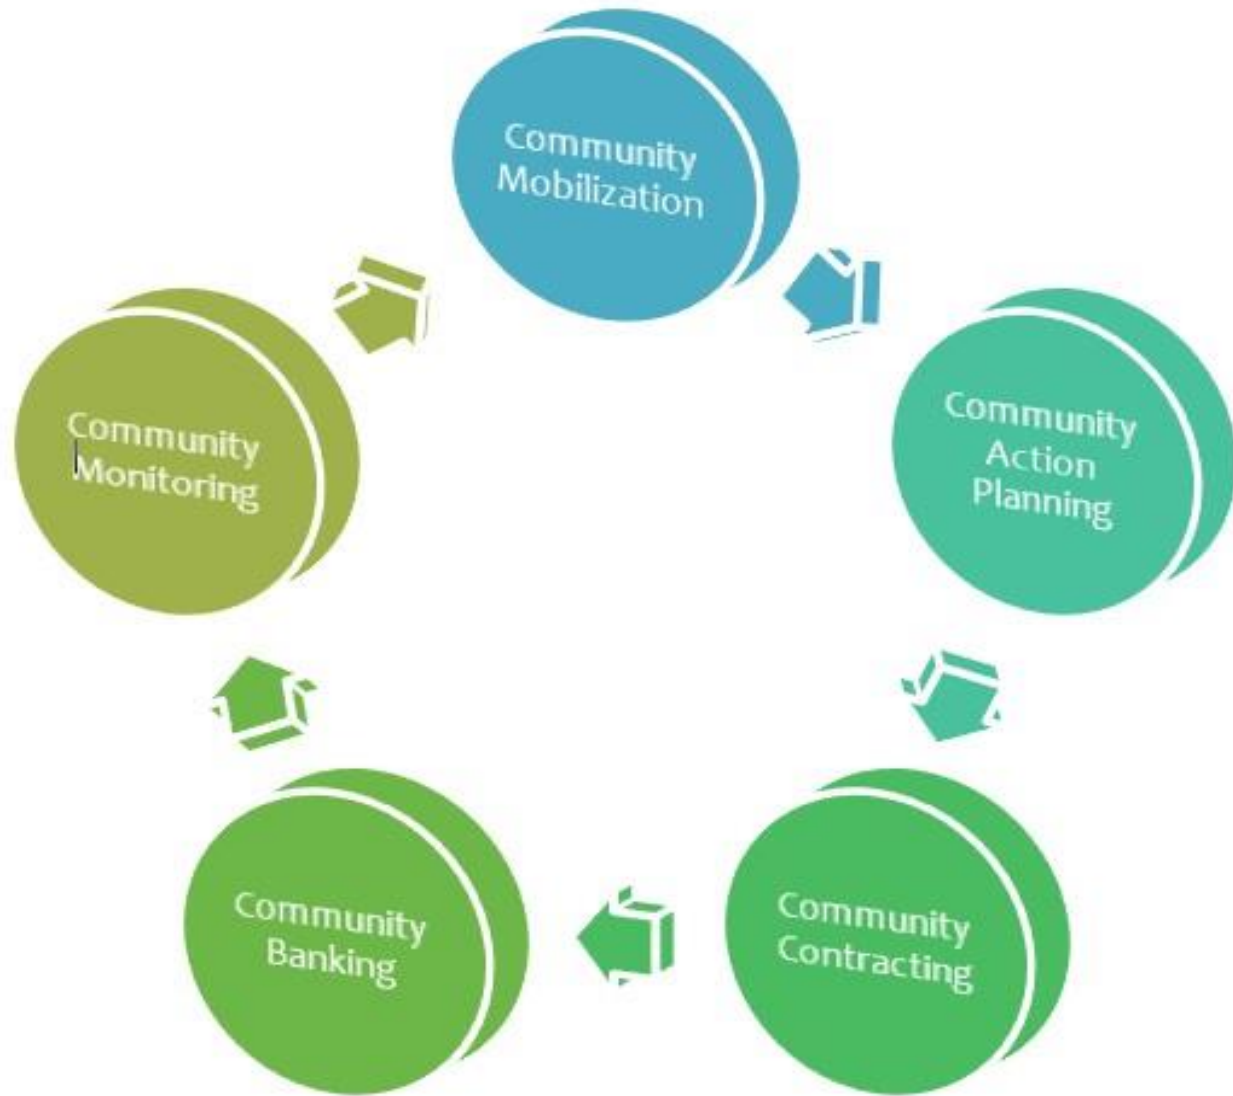 Community
Mobilization
Community
Action
Planning
Community
Contracting
Community
Banking
Community
Monitoring